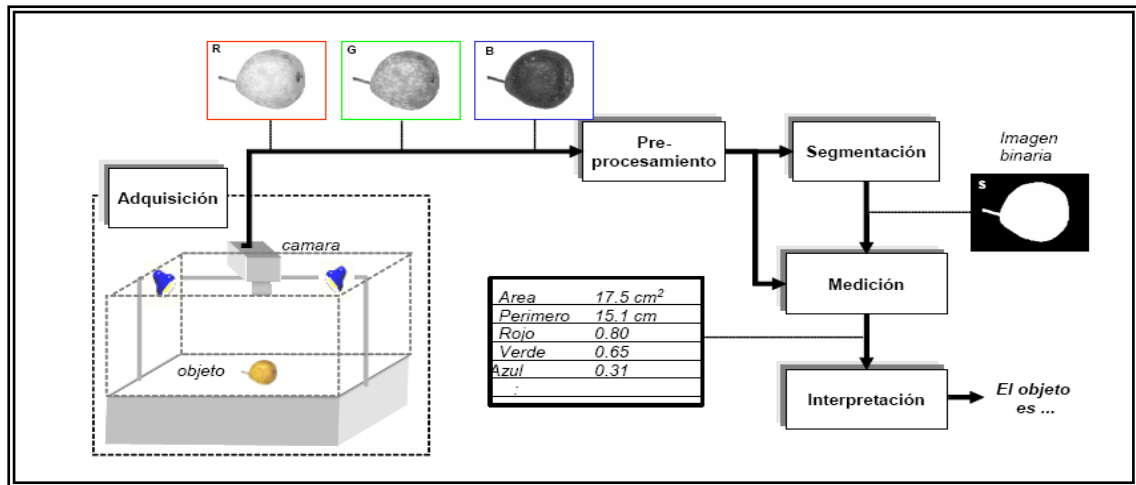 R
G
B
Pre-
procesamiento
Segmentación
Imagen
binaria
S
Adquisición
camara
objeto
Medición
Area 17.5 cm²
Perimero 15.1 cm
Rojo 0.80
Verde 0.65
Azul 0.31
:
Interpretación
El objeto
es ...